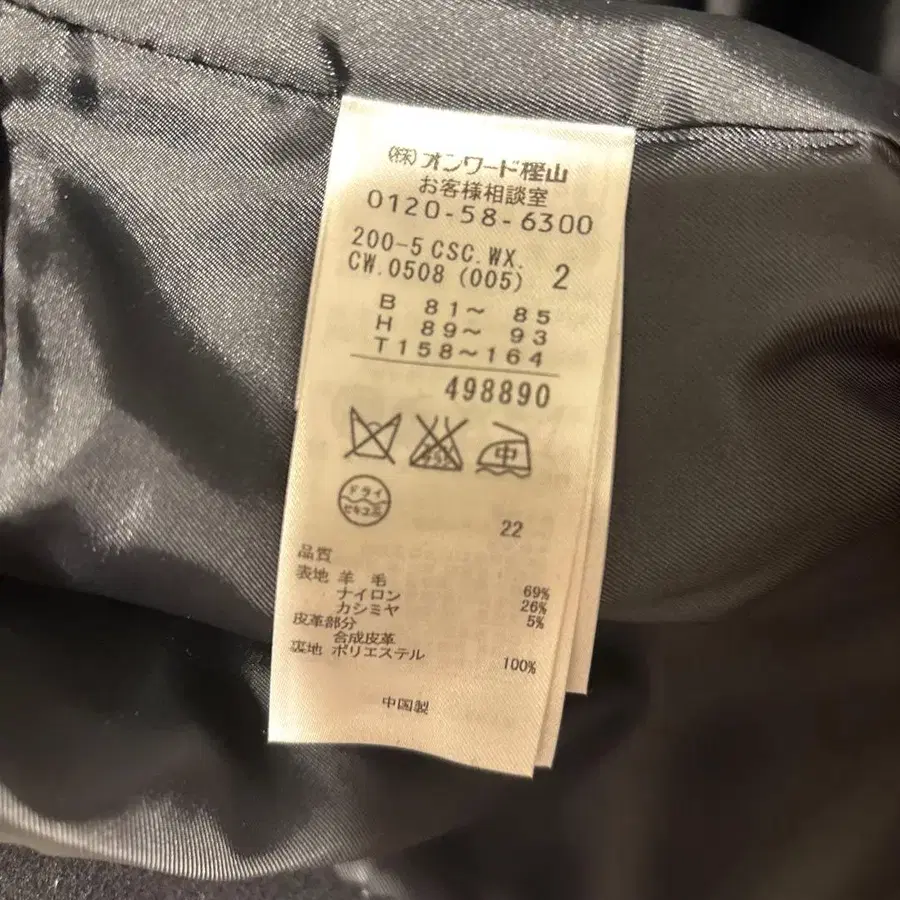 (株)オンワード樫山
お客様相談室
0120-58-6300
200-5 CSC.WX.
CW.0508 (005) 2
B 81~ 85
H 89~ 93
T158~164
498890
中
ドライ
セキユ系
22
品質
表地 羊 毛 69%
ナイロン 26%
カシミヤ 5%
皮革部分
合成皮革
裏地 ポリエステル 100%
中国製